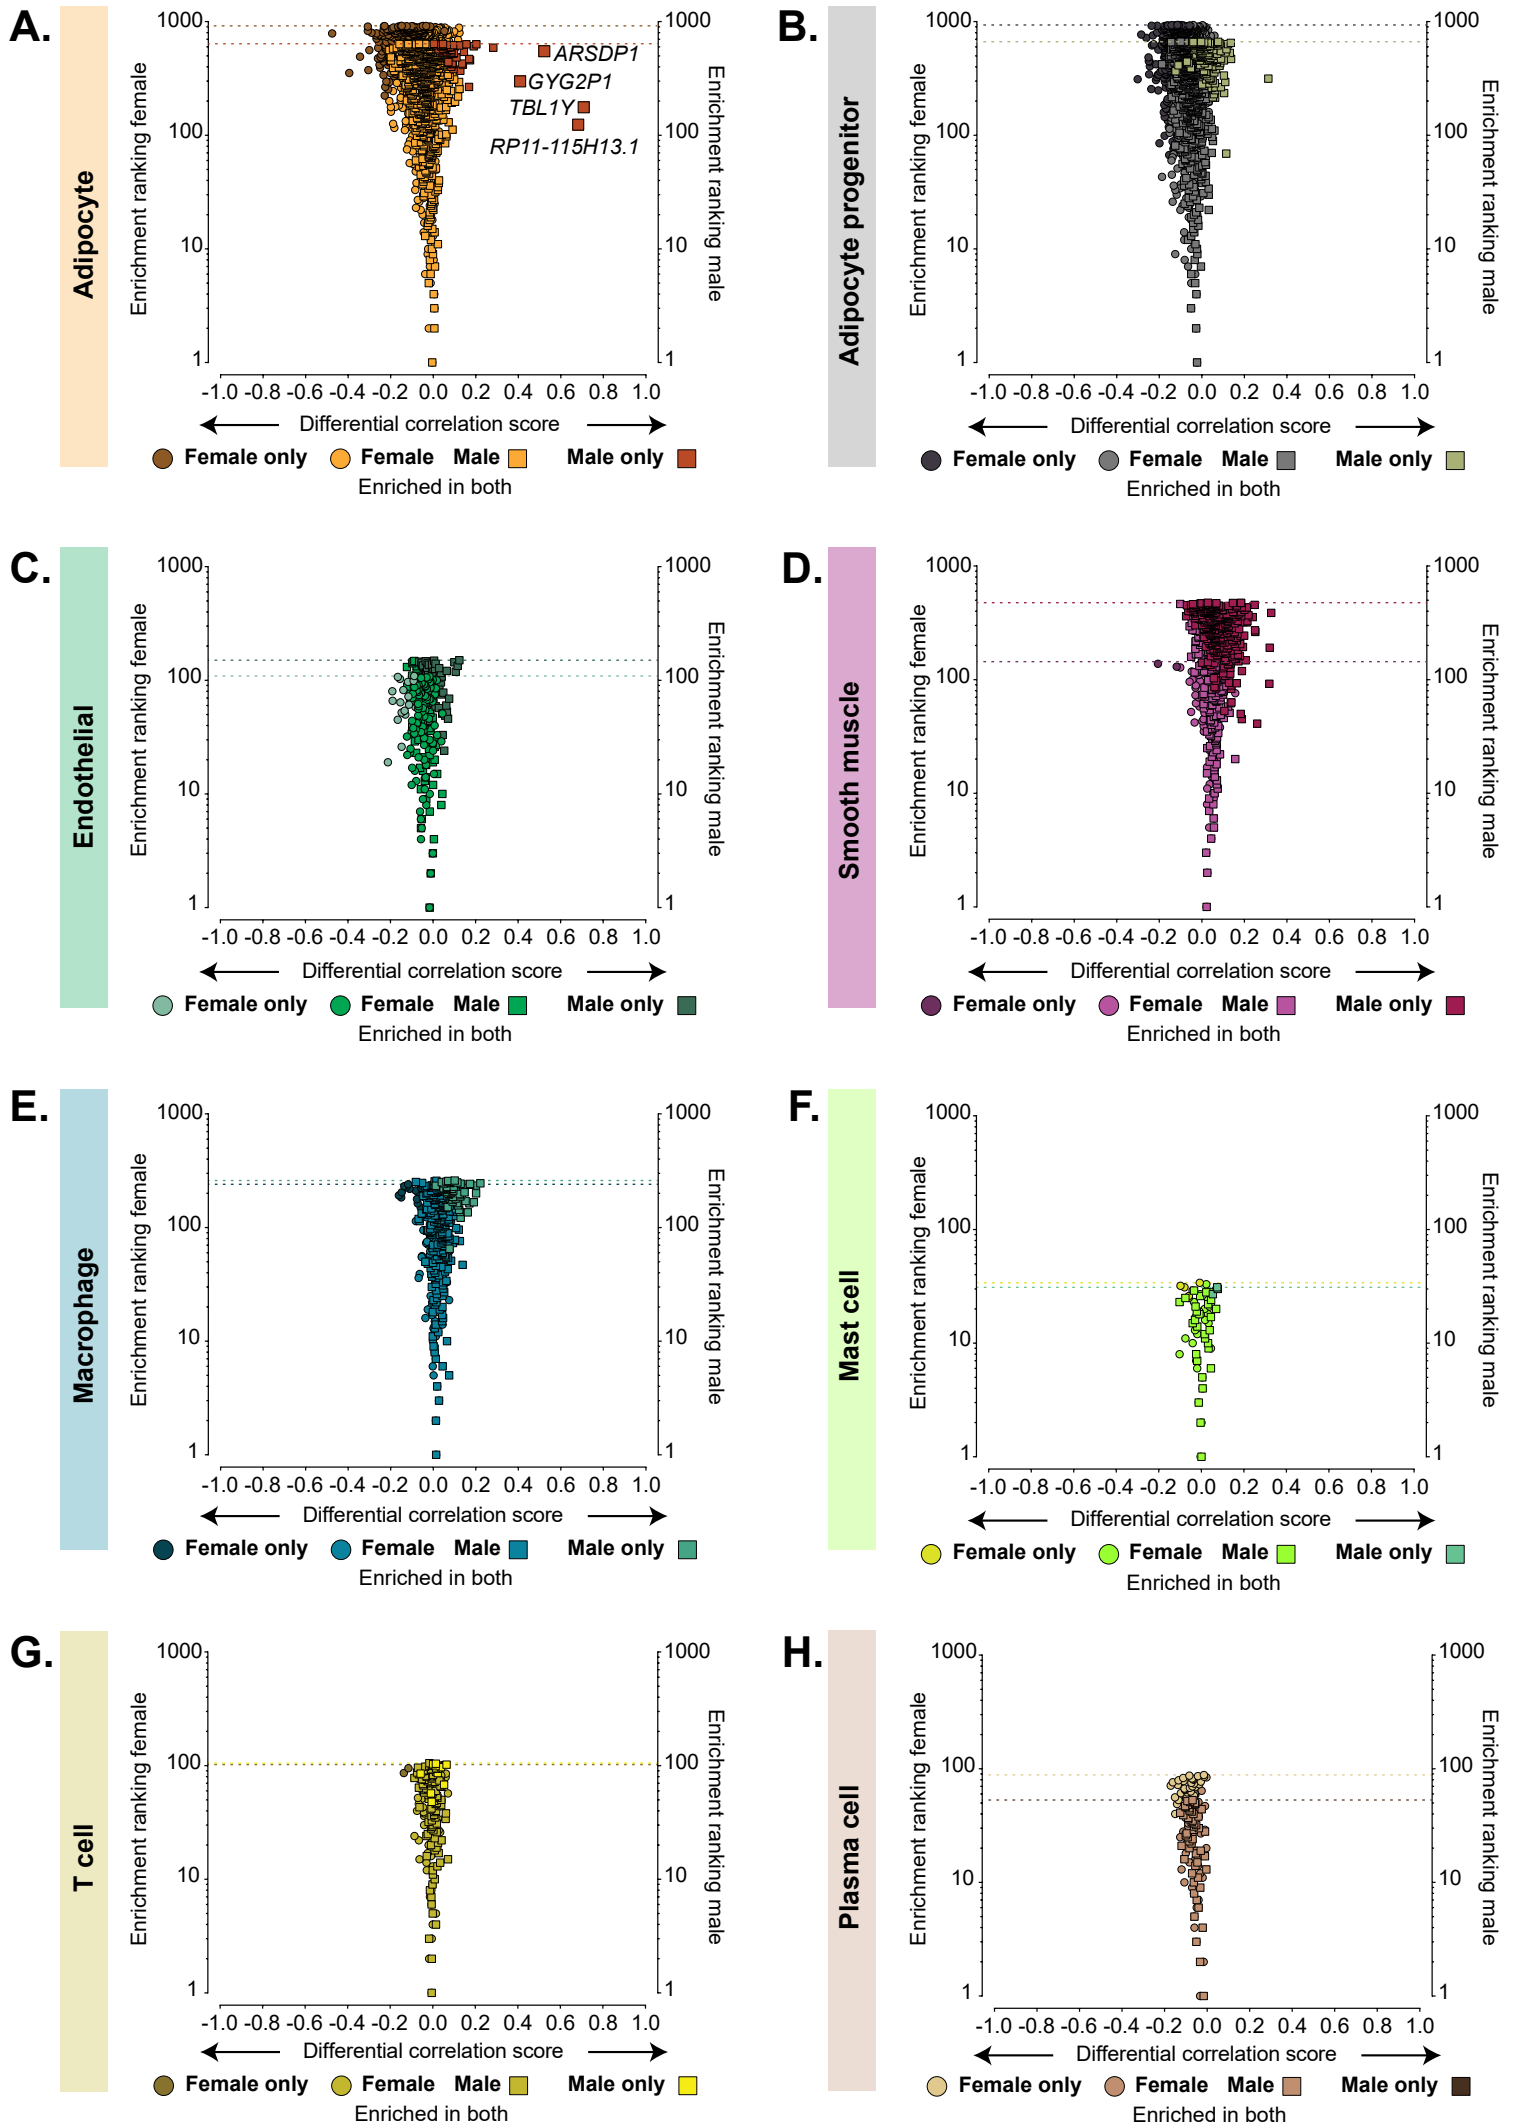 A.
Adipocyte
Enrichment ranking female
1000
100
10
1
1000
100
10
1
Enrichment ranking male
ARSDP1
GYG2P1
TBL1Y
RP11-115H13.1
-1.0 -0.8 -0.6 -0.4 -0.2 0.0 0.2 0.4 0.6 0.8 1.0
Differential correlation score
Female only Female Male Male only
Enriched in both
B.
Adipocyte progenitor
Enrichment ranking female
1000
100
10
1
1000
100
10
1
Enrichment ranking male
-1.0 -0.8 -0.6 -0.4 -0.2 0.0 0.2 0.4 0.6 0.8 1.0
Differential correlation score
Female only Female Male Male only
Enriched in both
C.
Endothelial
Enrichment ranking female
1000
100
10
1
1000
100
10
1
Enrichment ranking male
-1.0 -0.8 -0.6 -0.4 -0.2 0.0 0.2 0.4 0.6 0.8 1.0
Differential correlation score
Female only Female Male Male only
Enriched in both
D.
Smooth muscle
Enrichment ranking female
1000
100
10
1
1000
100
10
1
Enrichment ranking male
-1.0 -0.8 -0.6 -0.4 -0.2 0.0 0.2 0.4 0.6 0.8 1.0
Differential correlation score
Female only Female Male Male only
Enriched in both
E.
Macrophage
Enrichment ranking female
1000
100
10
1
1000
100
10
1
Enrichment ranking male
-1.0 -0.8 -0.6 -0.4 -0.2 0.0 0.2 0.4 0.6 0.8 1.0
Differential correlation score
Female only Female Male Male only
Enriched in both
F.
Mast cell
Enrichment ranking female
1000
100
10
1
1000
100
10
1
Enrichment ranking male
-1.0 -0.8 -0.6 -0.4 -0.2 0.0 0.2 0.4 0.6 0.8 1.0
Differential correlation score
Female only Female Male Male only
Enriched in both
G.
T cell
Enrichment ranking female
1000
100
10
1
1000
100
10
1
Enrichment ranking male
-1.0 -0.8 -0.6 -0.4 -0.2 0.0 0.2 0.4 0.6 0.8 1.0
Differential correlation score
Female only Female Male Male only
Enriched in both
H.
Plasma cell
Enrichment ranking female
1000
100
10
1
1000
100
10
1
Enrichment ranking male
-1.0 -0.8 -0.6 -0.4 -0.2 0.0 0.2 0.4 0.6 0.8 1.0
Differential correlation score
Female only Female Male Male only
Enriched in both